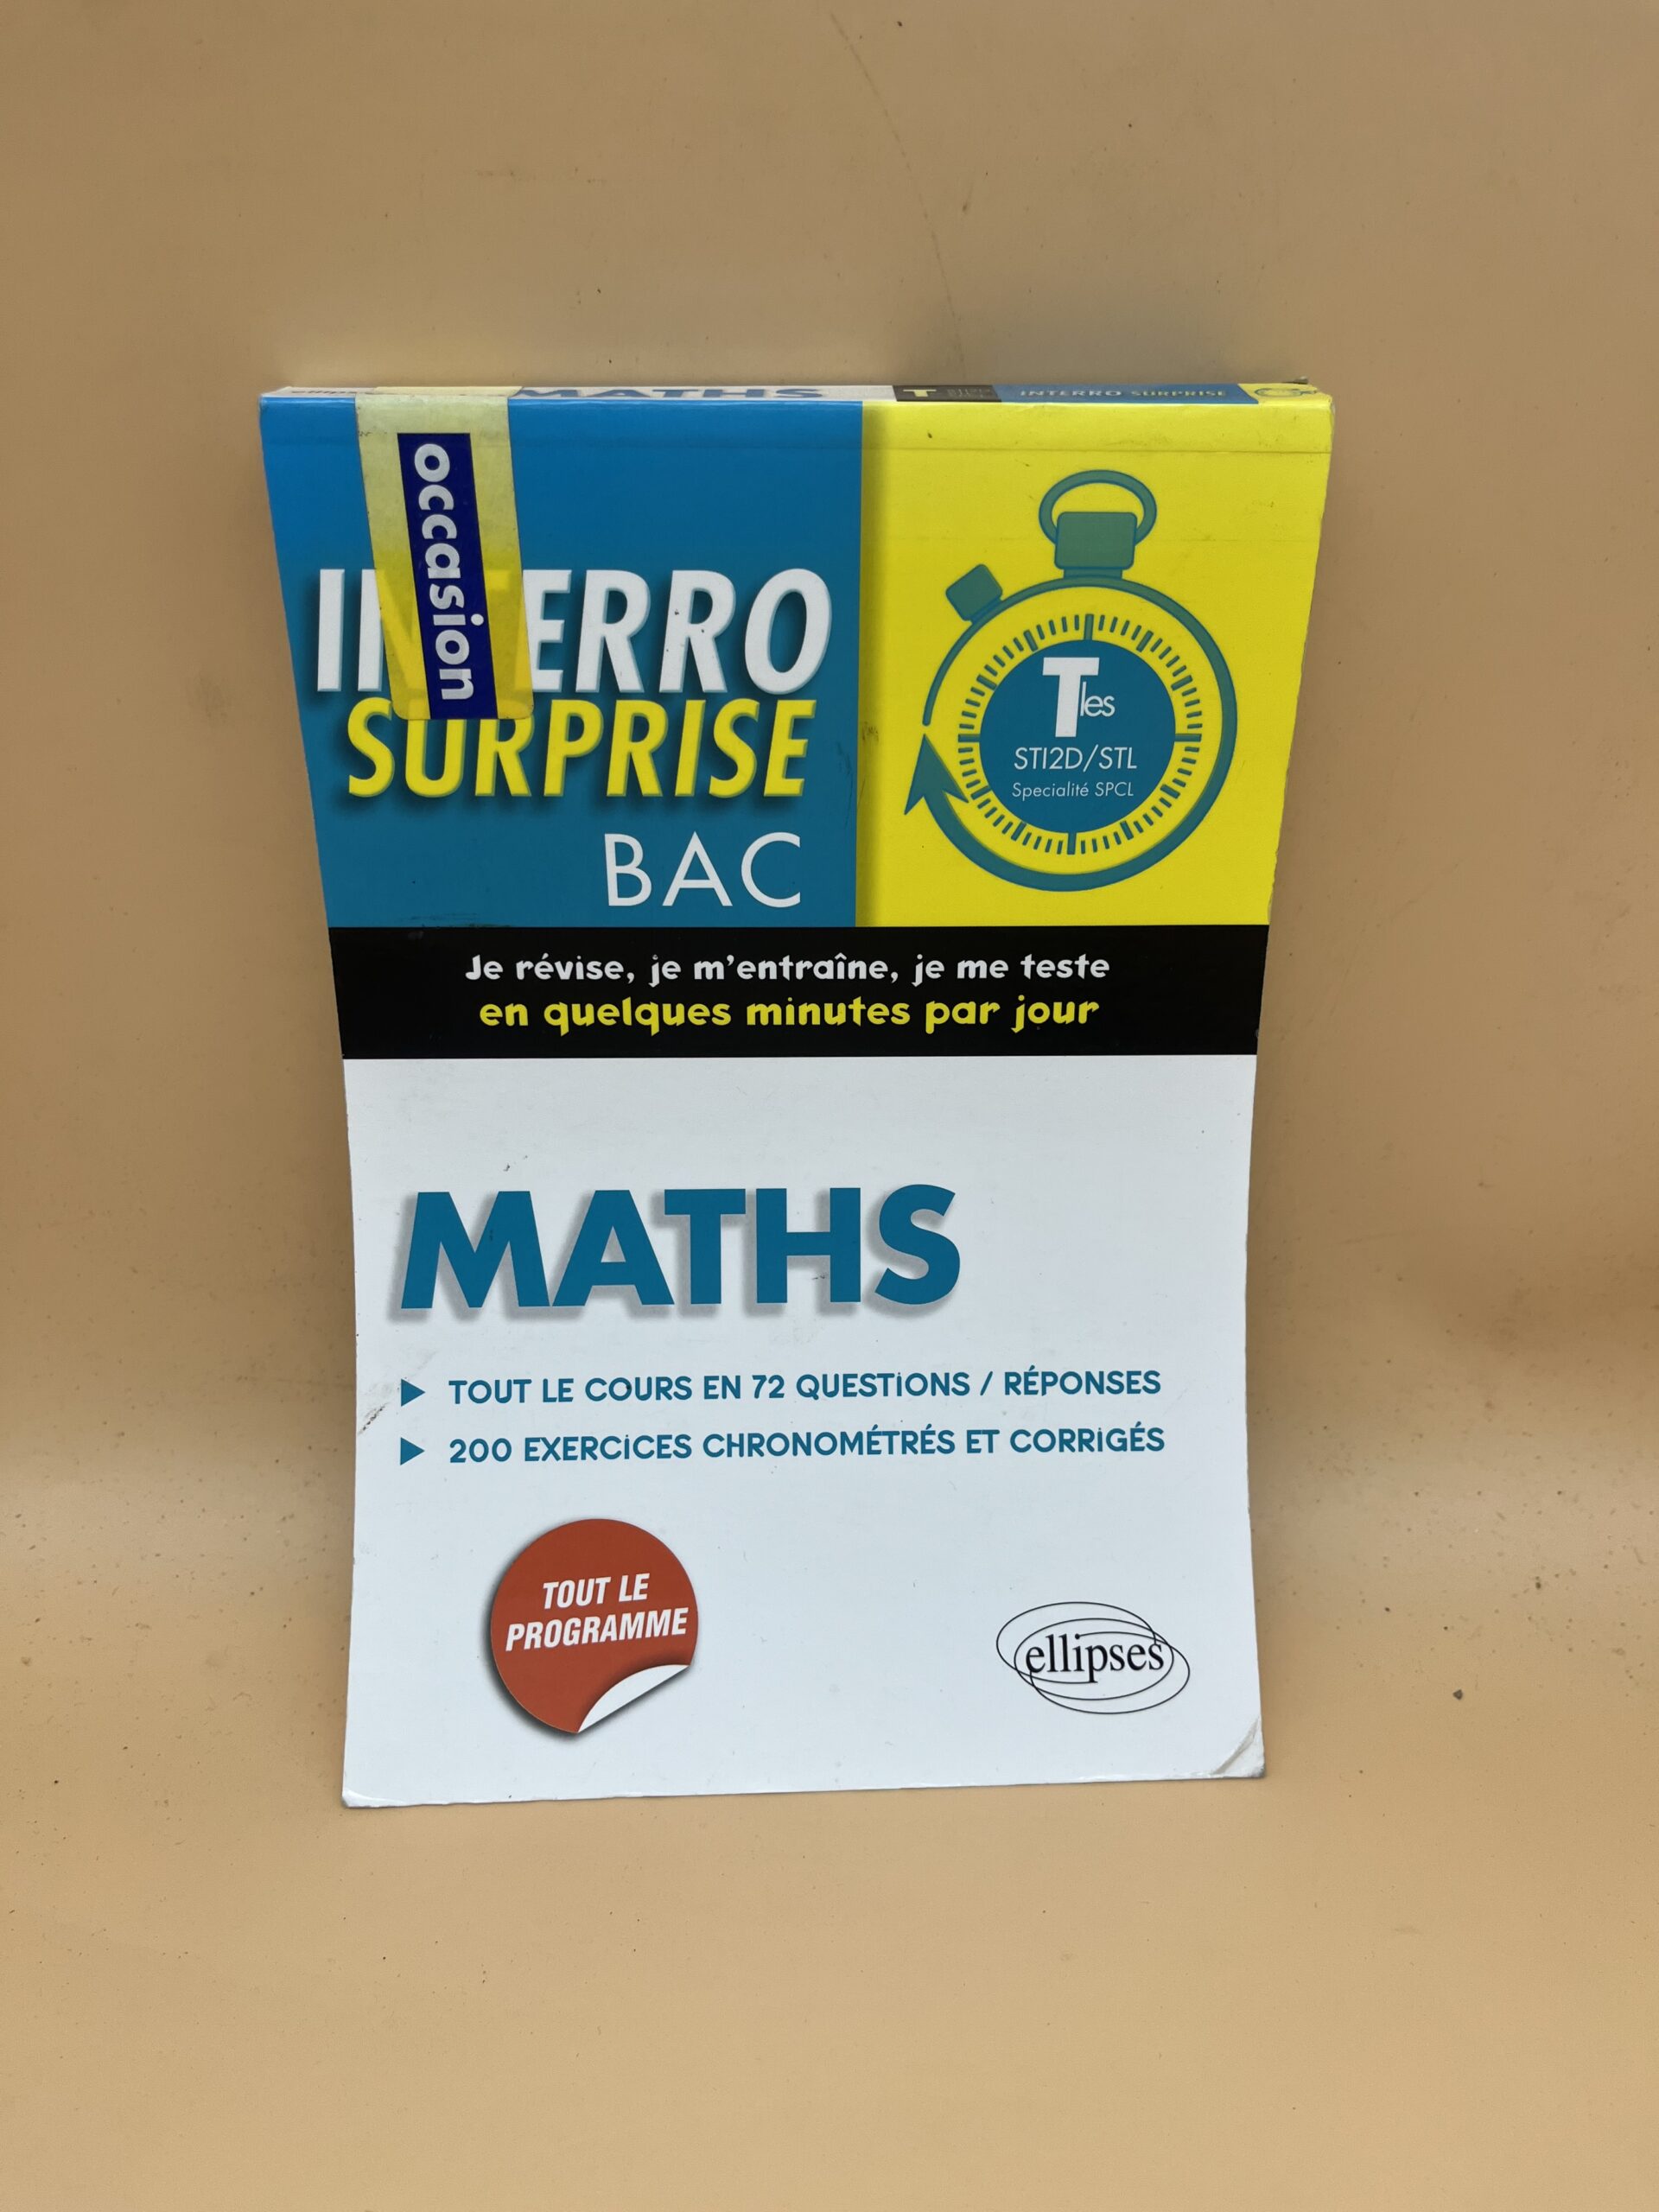 ellipses MATHS T INTERRO SURPRISE
occasion
INTERRO
SURPRISE
BAC
Tles
STI2D/STL
Specialité SPCL
Je révise, je m'entraîne, je me teste
en quelques minutes par jour
MATHS
TOUT LE COURS EN 72 QUESTIONS / RÉPONSES
200 EXERCICES CHRONOMÉTRÉS ET CORRIGÉS
TOUT LE
PROGRAMME
ellipses